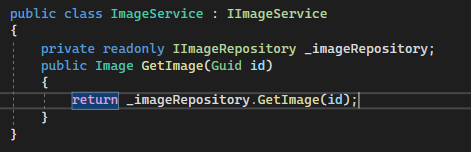 public class ImageService : IImageService
{
    private readonly IImageRepository _imageRepository;
    public Image GetImage(Guid id)
    {
        return _imageRepository.GetImage(id);
    }
}